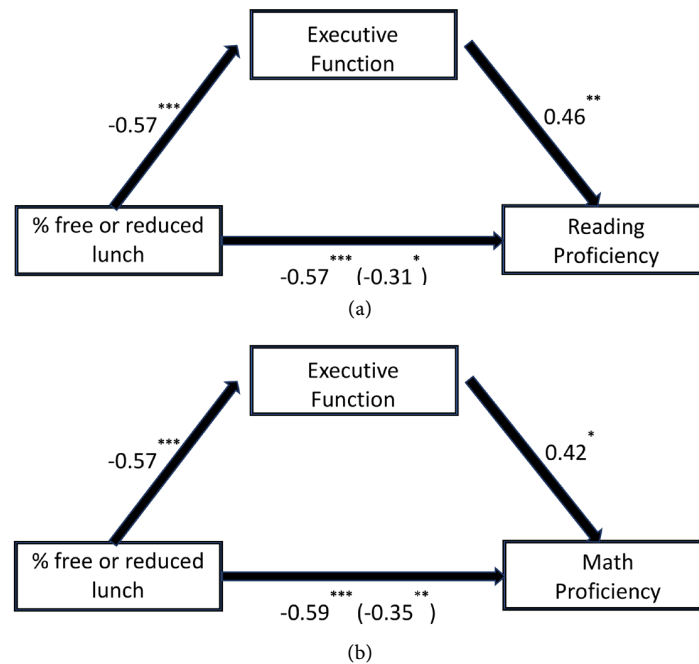 Executive
Function
-0.57***
0.46**
% free or reduced
lunch
Reading
Proficiency
-0.57***(-0.31*)
(a)
Executive
Function
-0.57***
0.42*
% free or reduced
lunch
Math
Proficiency
-0.59***(-0.35**)
(b)